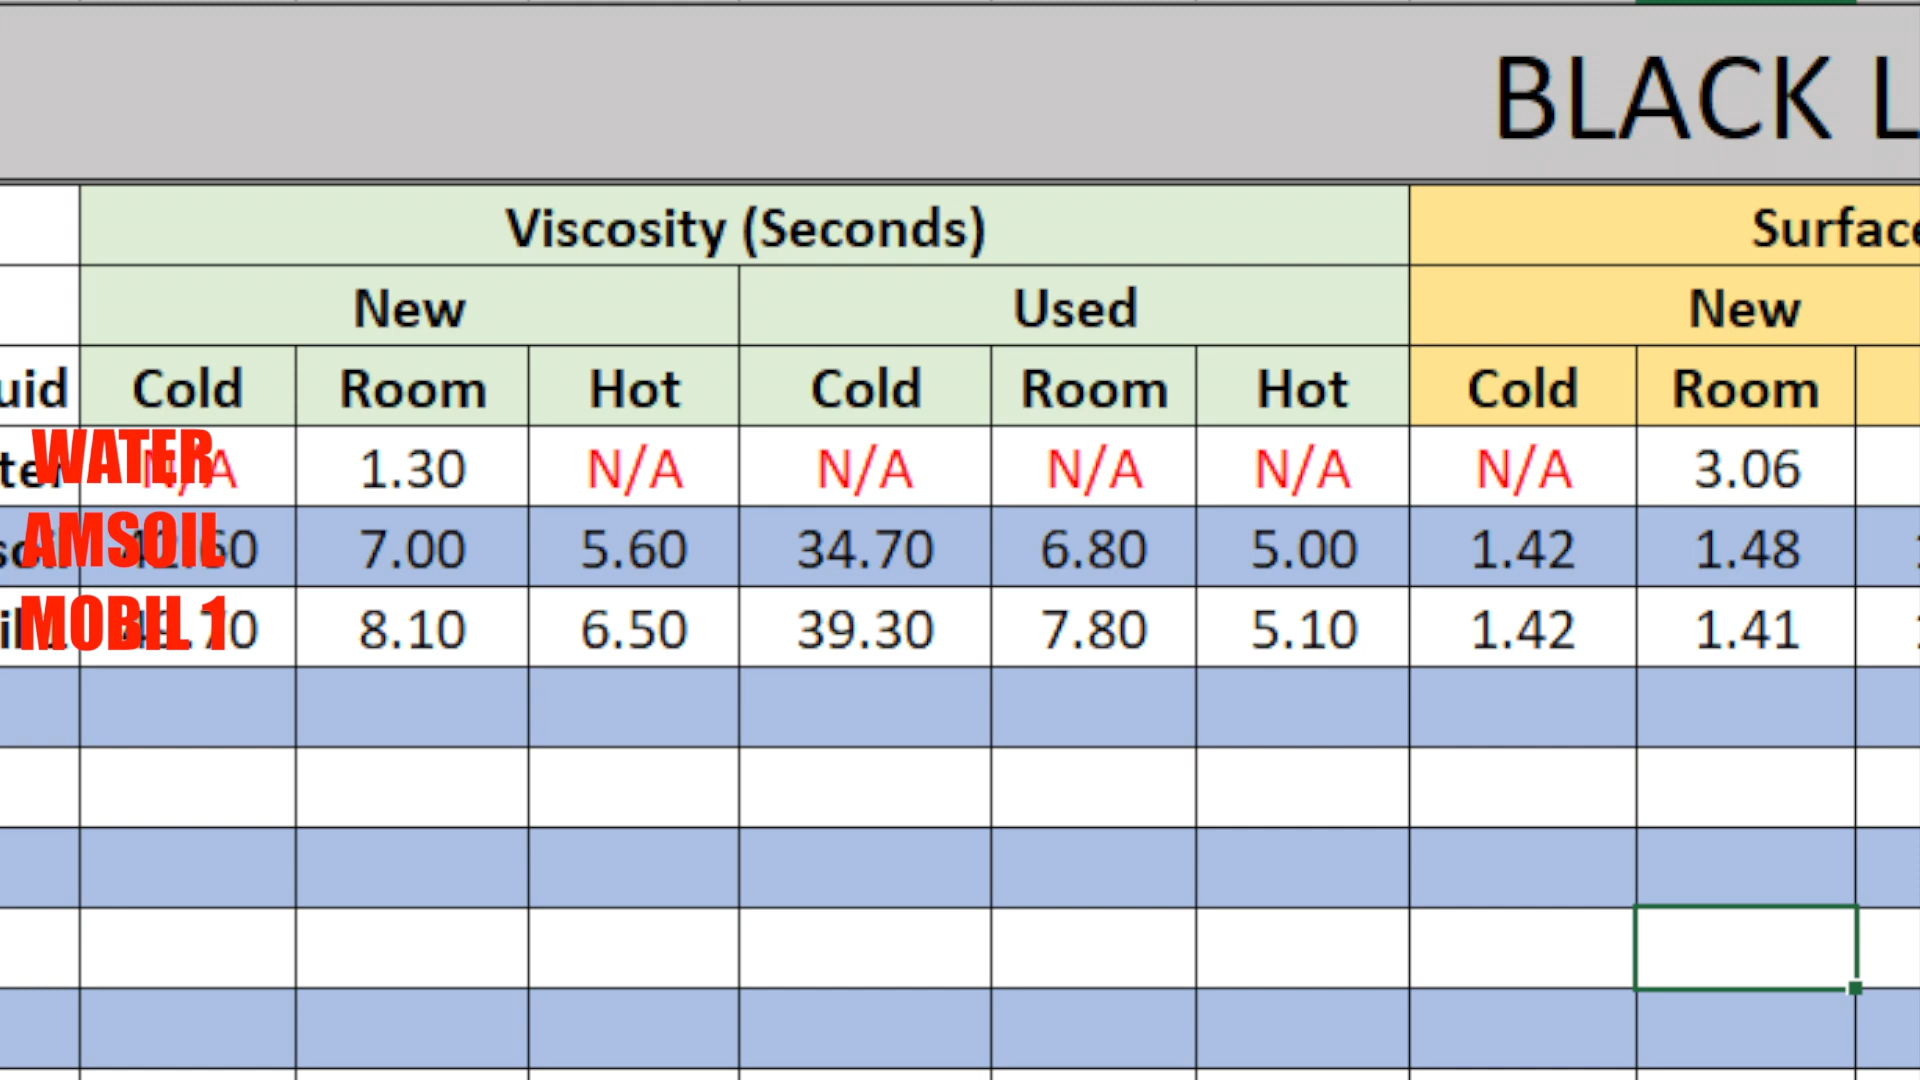 BLACK L
Viscosity (Seconds) Surface
New Used New
uid Cold Room Hot Cold Room Hot Cold Room
WATER N/A 1.30 N/A N/A N/A N/A N/A 3.06
AMSOIL 7.00 5.60 34.70 6.80 5.00 1.42 1.48
MOBIL 1 8.10 6.50 39.30 7.80 5.10 1.42 1.41